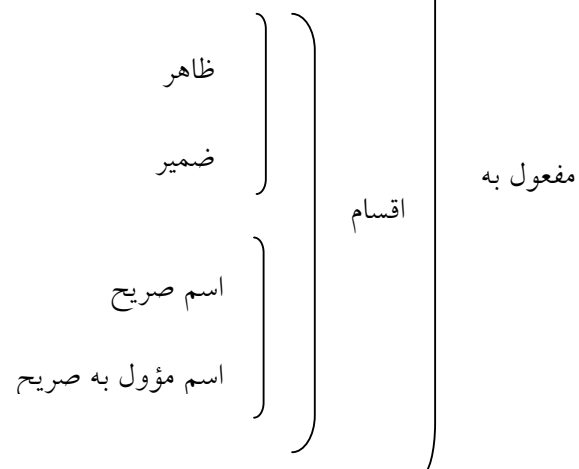 مفعول به
اقسام
ظاهر
ضمیر
اسم صریح
اسم مؤول به صریح